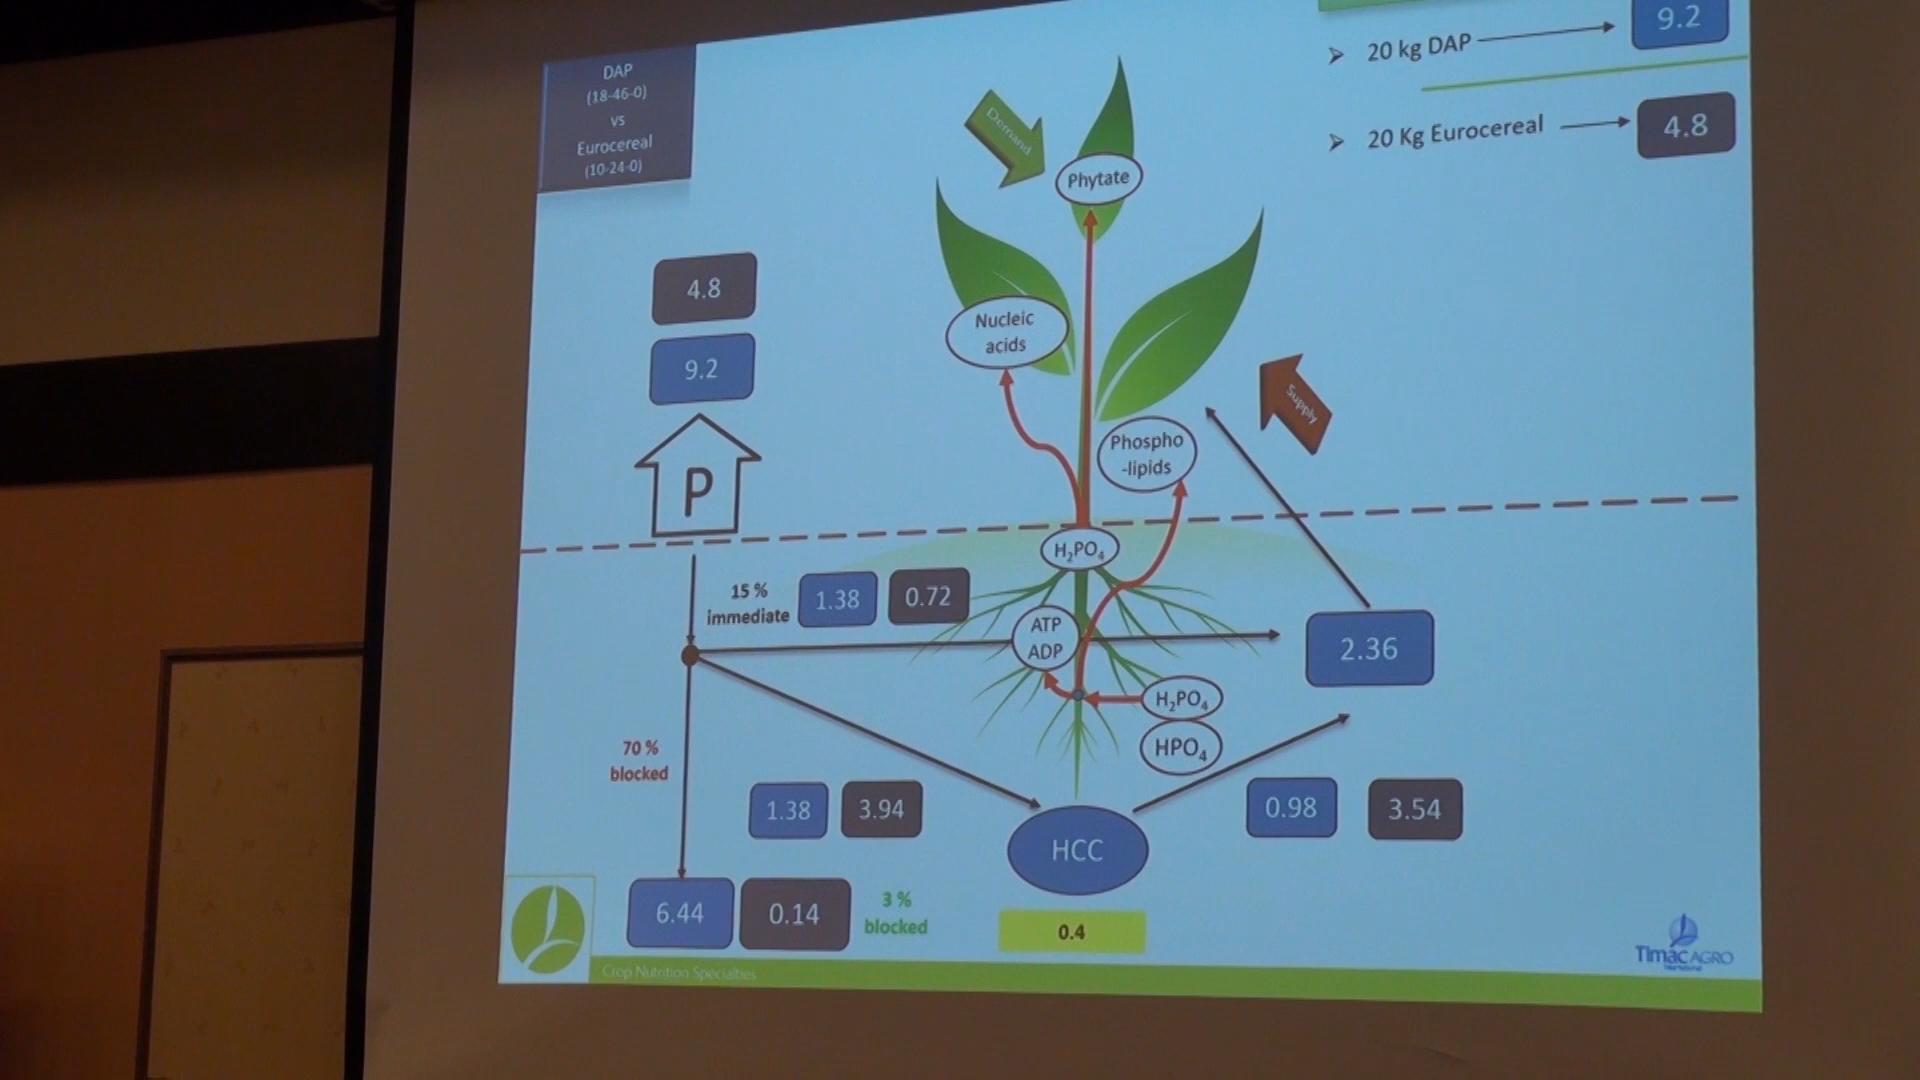 DAP
(18-46-0)
vs
Eurocereal
(10-24-0)
20 kg DAP
9.2
20 Kg Eurocereal
4.8
Demand
Phytate
4.8
9.2
P
Nucleic
acids
Phospho
-lipids
Supply
H₂PO₄
15 %
immediate
1.38
0.72
ATP
ADP
2.36
H₂PO₄
HPO₄
70 %
blocked
1.38
3.94
HCC
0.98
3.54
6.44
0.14
3 %
blocked
0.4
Crop Nutrition Specialties
Timac AGRO
International